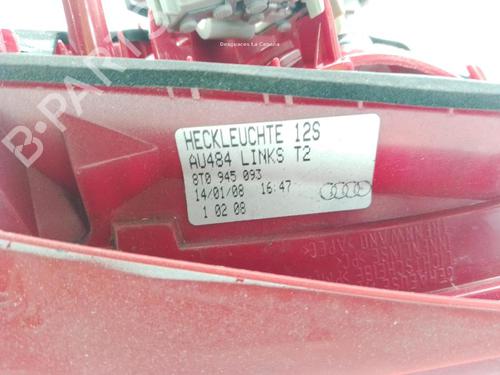 Desguaces La Cabaña
B-PARTS
HECKLEUCHTE 12S
AU484 LINKS T2
8T0 945 093
14/01/08 16:47
1 02 08